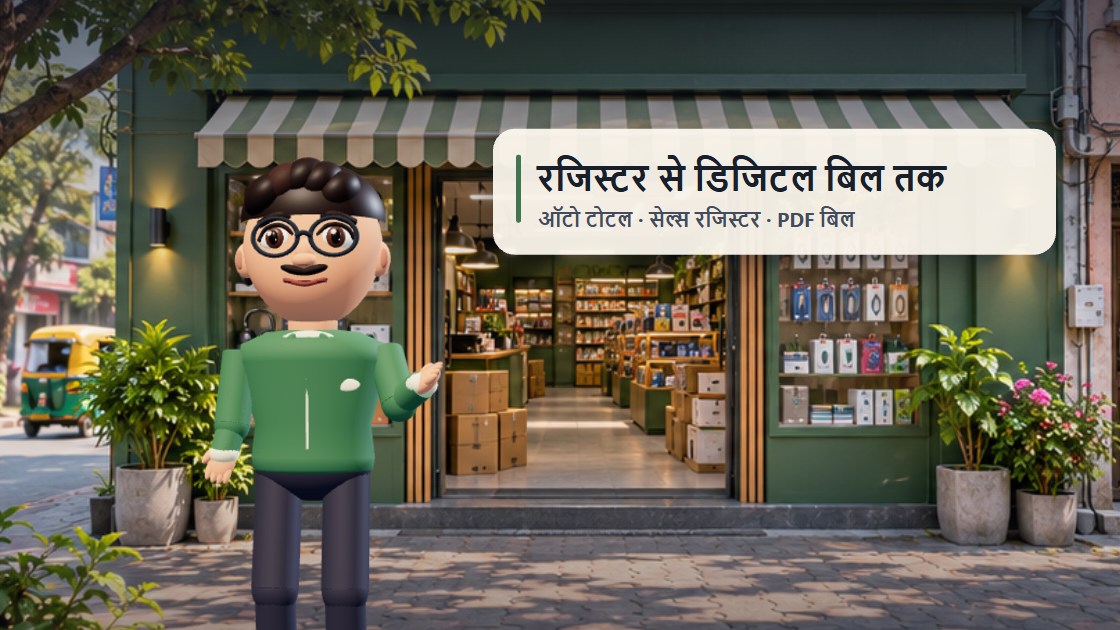 रजिस्टर से डिजिटल बिल तक
ऑटो टोटल · सेल्स रजिस्टर · PDF बिल